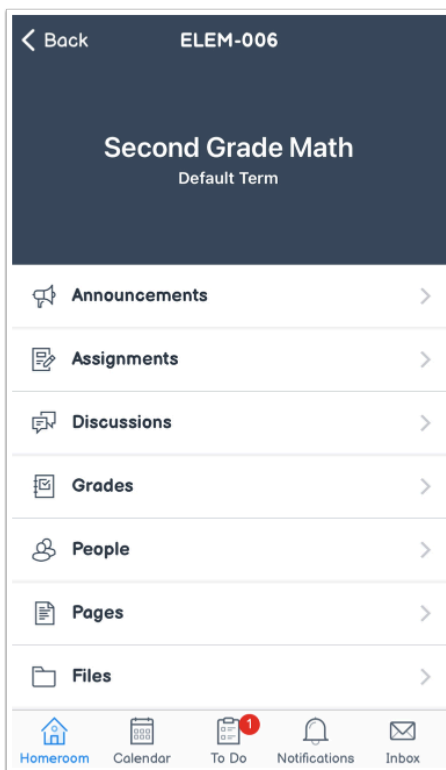 Back
ELEM-006
Second Grade Math
Default Term
Announcements
Assignments
Discussions
Grades
People
Pages
Files
1
Homeroom
Calendar
To Do
Notifications
Inbox